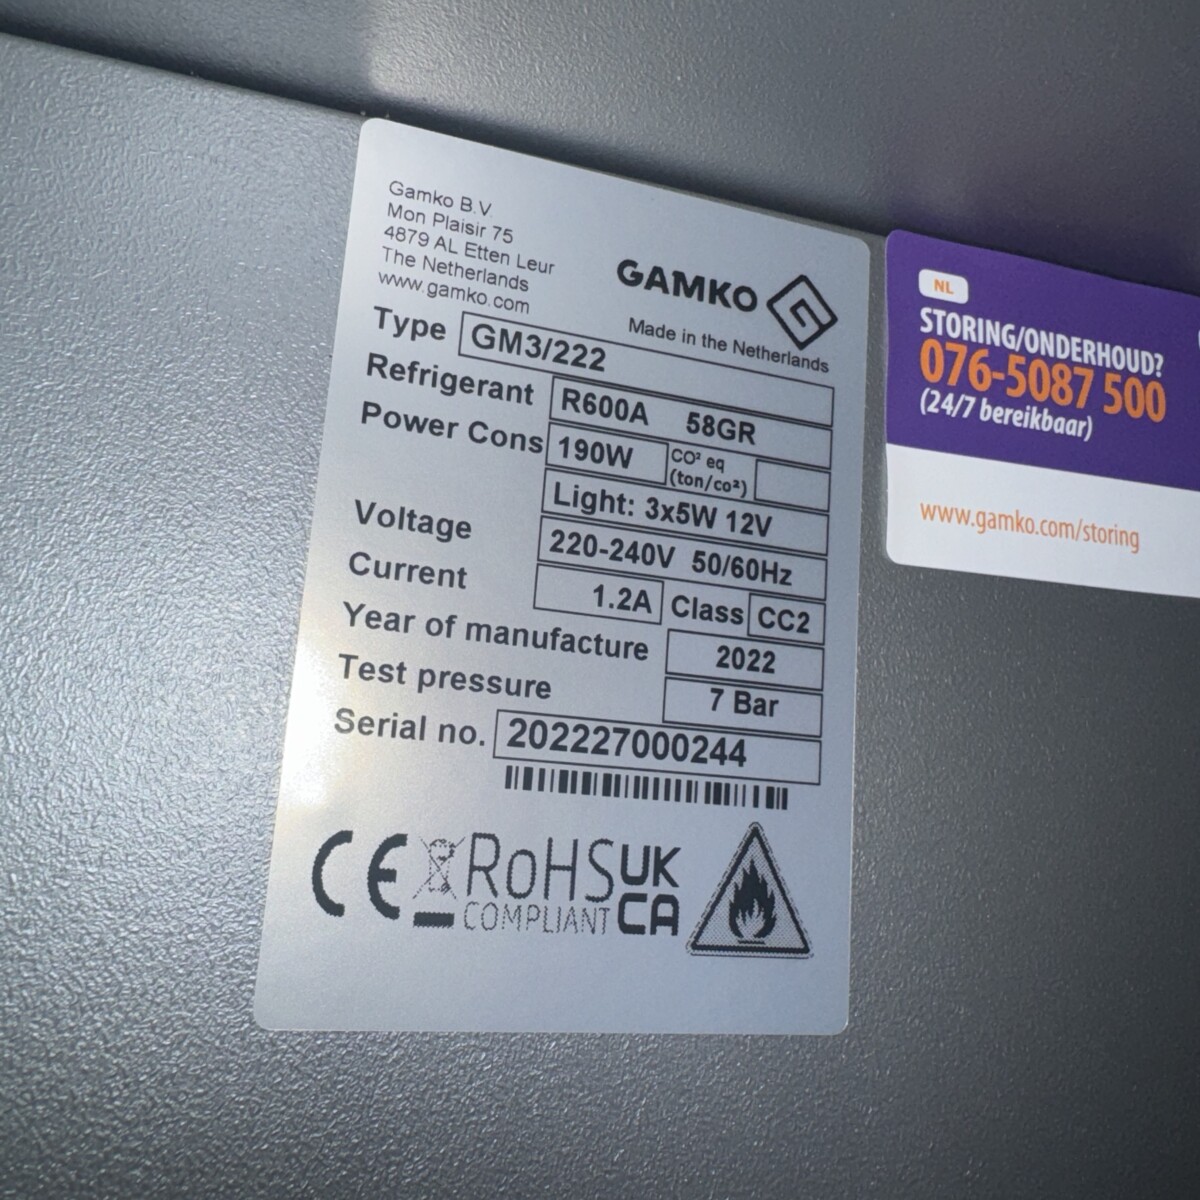 Gamko B.V.
Mon Plaisir 75
4879 AL Etten Leur
The Netherlands
www.gamko.com
GAMKO
Made in the Netherlands
Type GM3/222
Refrigerant R600A 58GR
Power Cons 190W CO² eq (ton/co²)
Light: 3x5W 12V
Voltage 220-240V 50/60Hz
Current 1.2A Class CC2
Year of manufacture 2022
Test pressure 7 Bar
Serial no. 202227000244
CE RoHS COMPLIANT UK CA
NL
STORING/ONDERHOUD?
076-5087 500
(24/7 bereikbaar)
www.gamko.com/storing